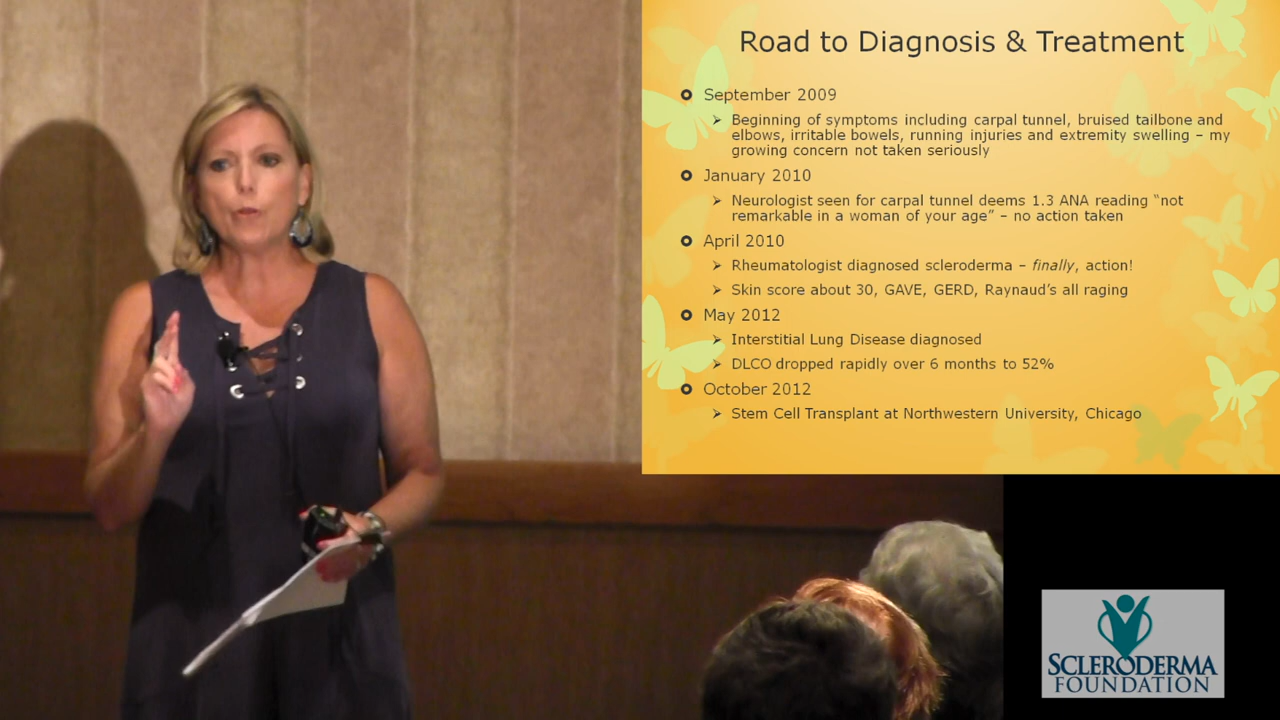 Road to Diagnosis & Treatment
September 2009
Beginning of symptoms including carpal tunnel, bruised tailbone and
elbows, irritable bowels, running injuries and extremity swelling – my
growing concern not taken seriously
January 2010
Neurologist seen for carpal tunnel deems 1.3 ANA reading “not
remarkable in a woman of your age” – no action taken
April 2010
Rheumatologist diagnosed scleroderma – finally, action!
Skin score about 30, GAVE, GERD, Raynaud’s all raging
May 2012
Interstitial Lung Disease diagnosed
DLCO dropped rapidly over 6 months to 52%
October 2012
Stem Cell Transplant at Northwestern University, Chicago
SCLERODERMA
FOUNDATION